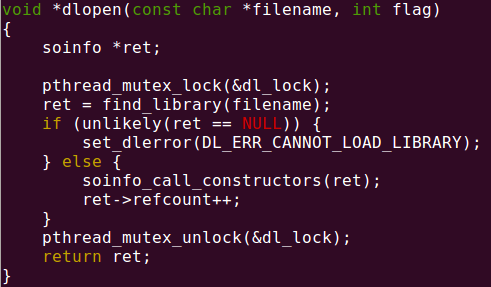 void *dlopen(const char *filename, int flag)
{
    soinfo *ret;

    pthread_mutex_lock(&dl_lock);
    ret = find_library(filename);
    if (unlikely(ret == NULL)) {
        set_dlerror(DL_ERR_CANNOT_LOAD_LIBRARY);
    } else {
        soinfo_call_constructors(ret);
        ret->refcount++;
    }
    pthread_mutex_unlock(&dl_lock);
    return ret;
}